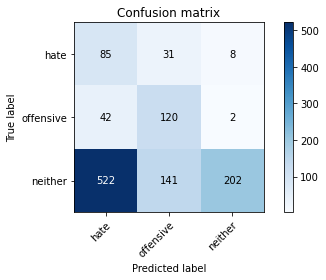 Confusion matrix
hate 85 31 8
offensive 42 120 2
neither 522 141 202
hate offensive neither
True label
Predicted label
500
400
300
200
100